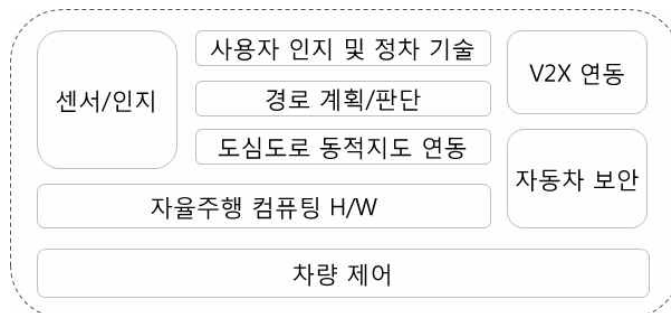 센서/인지
사용자 인지 및 정차 기술
경로 계획/판단
도심도로 동적지도 연동
V2X 연동
자동차 보안
자율주행 컴퓨팅 H/W
차량 제어